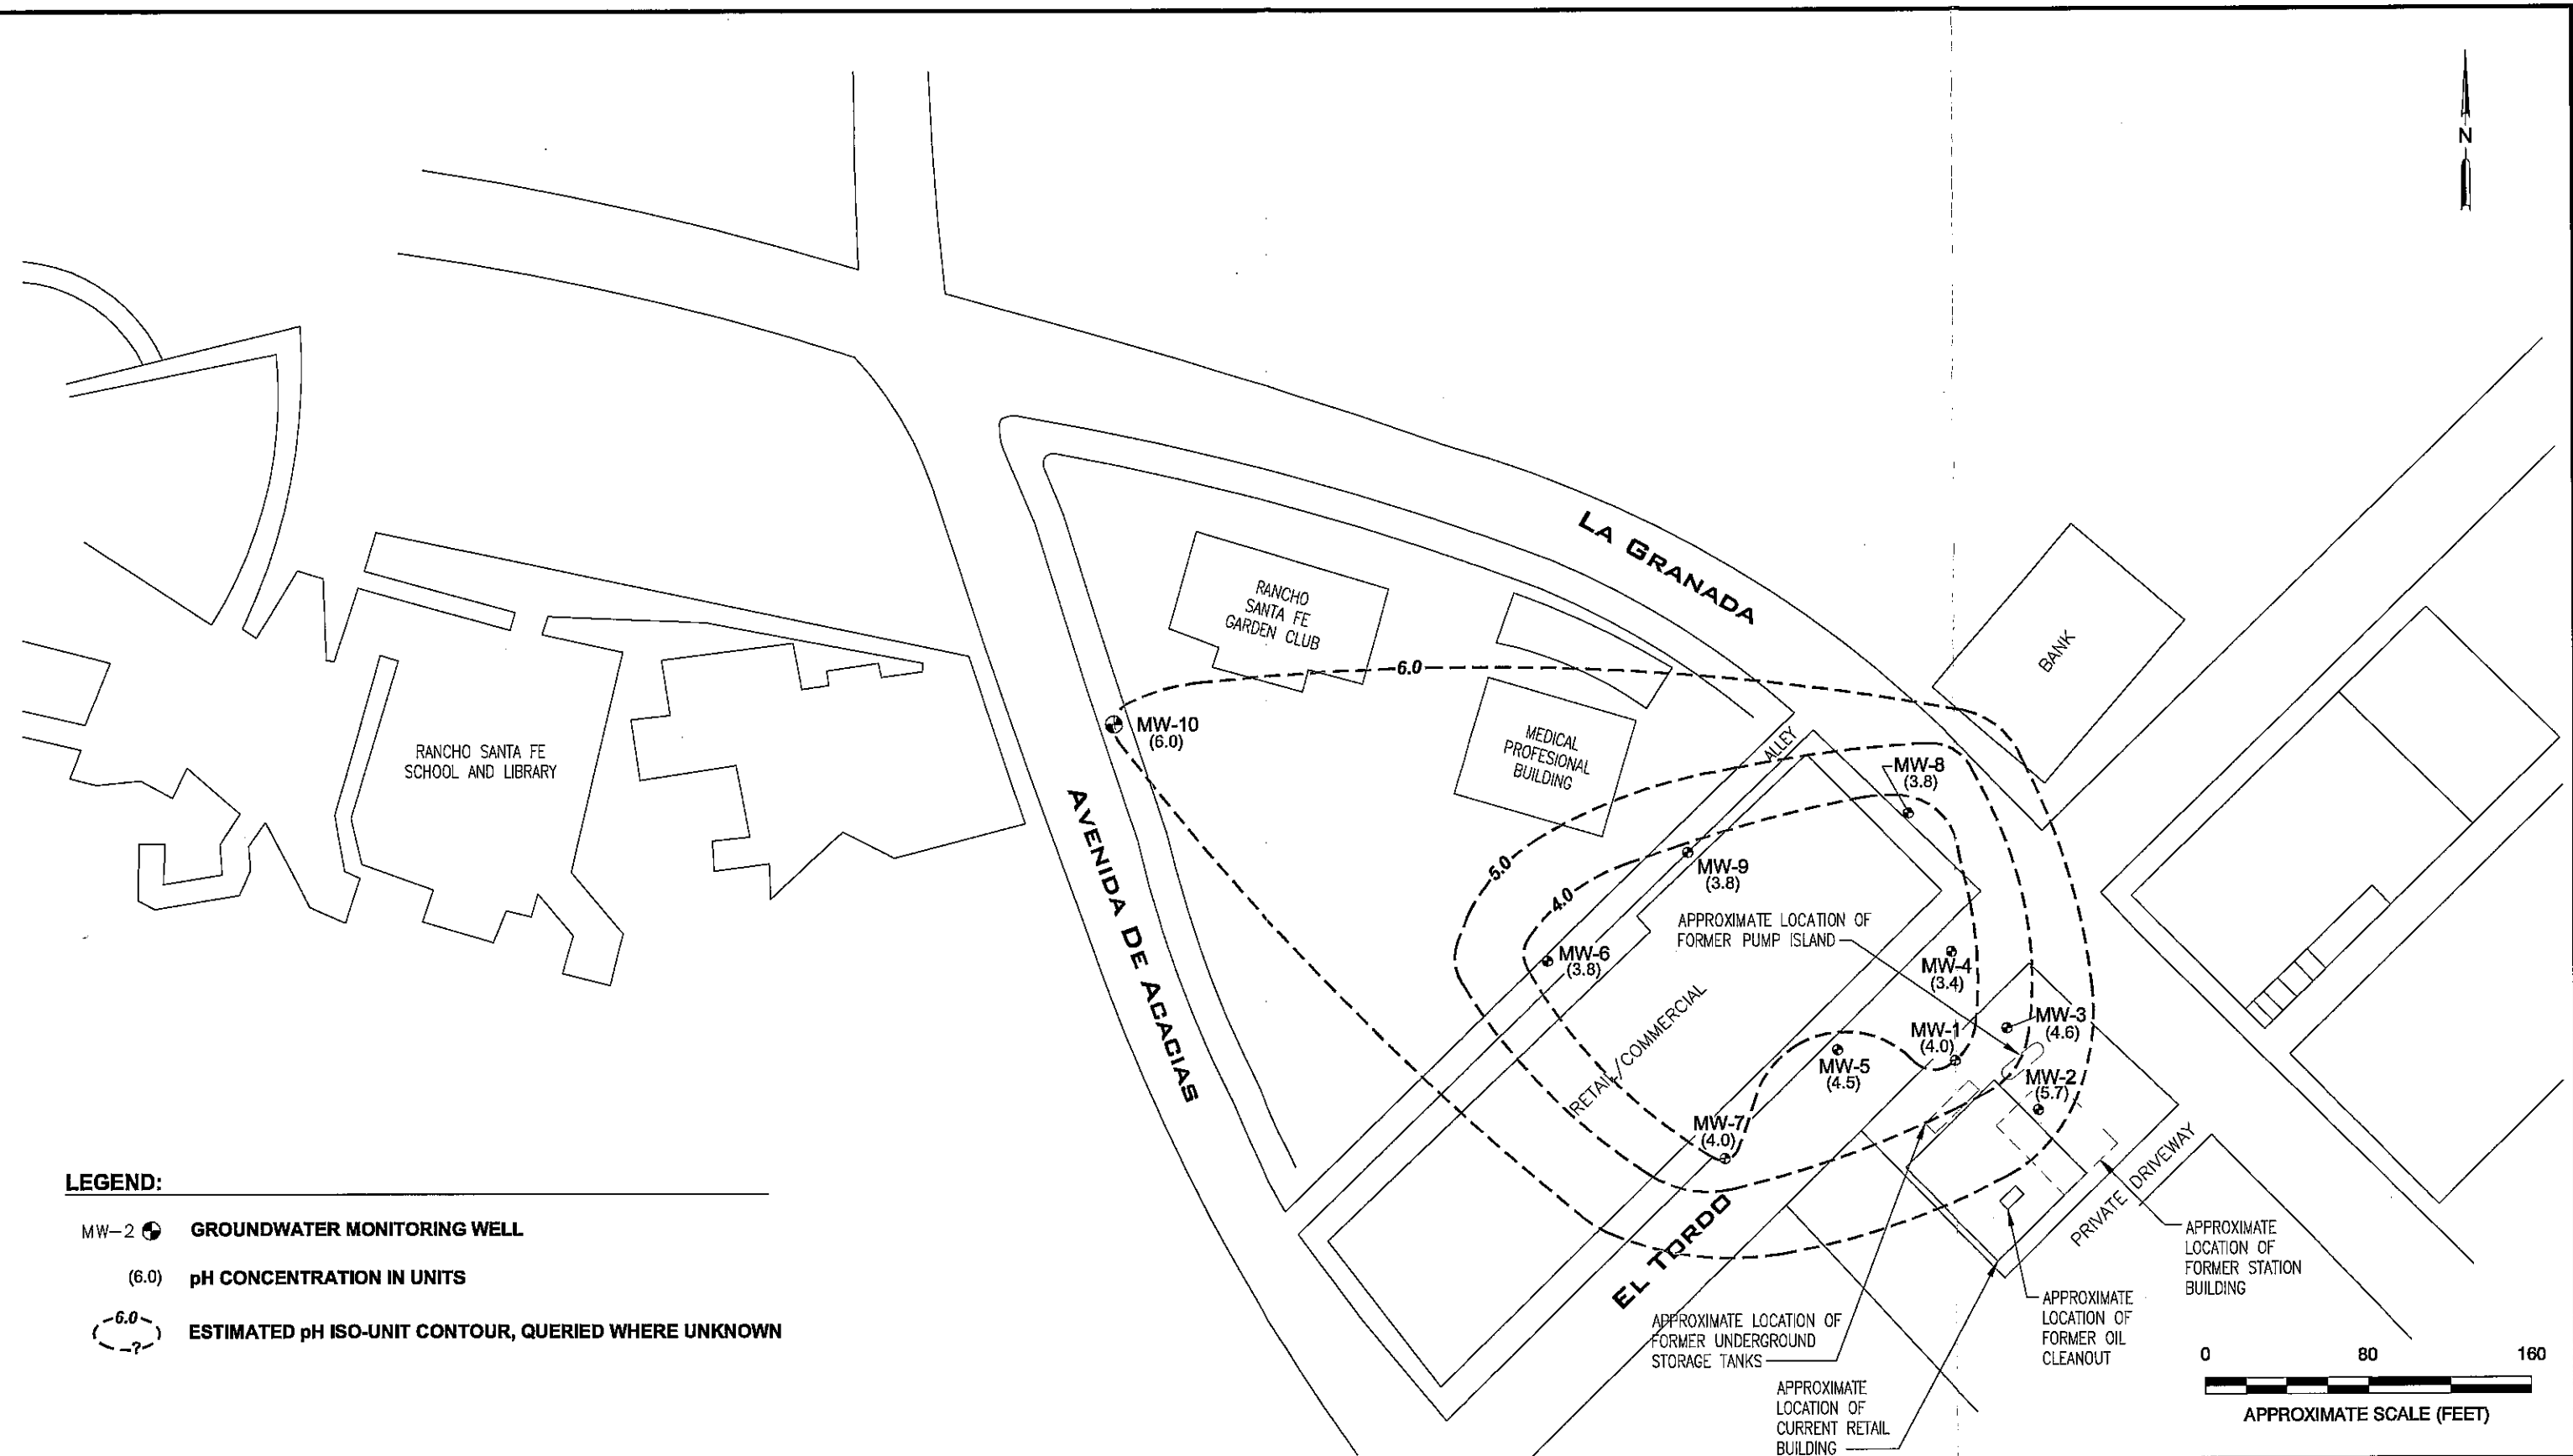 N
LA GRANADA
RANCHO
SANTA FE
GARDEN CLUB
BANK
6.0
MW-10
(6.0)
MEDICAL
PROFESIONAL
BUILDING
ALLEY
RANCHO SANTA FE
SCHOOL AND LIBRARY
AVENIDA DE ACACIAS
MW-8
(3.8)
5.0
4.0
MW-9
(3.8)
APPROXIMATE LOCATION OF
FORMER PUMP ISLAND
MW-6
(3.8)
MW-4
(3.4)
MW-3
(4.6)
MW-1
(4.0)
MW-5
(4.5)
MW-2
(5.7)
RETAIL/COMMERCIAL
MW-7
(4.0)
PRIVATE DRIVEWAY
EL TORDO
APPROXIMATE
LOCATION OF
FORMER STATION
BUILDING
APPROXIMATE
LOCATION OF
FORMER OIL
CLEANOUT
APPROXIMATE LOCATION OF
FORMER UNDERGROUND
STORAGE TANKS
APPROXIMATE
LOCATION OF
CURRENT RETAIL
BUILDING
LEGEND:
MW-2 GROUNDWATER MONITORING WELL
(6.0) pH CONCENTRATION IN UNITS
6.0 ? ESTIMATED pH ISO-UNIT CONTOUR, QUERIED WHERE UNKNOWN
0 80 160
APPROXIMATE SCALE (FEET)